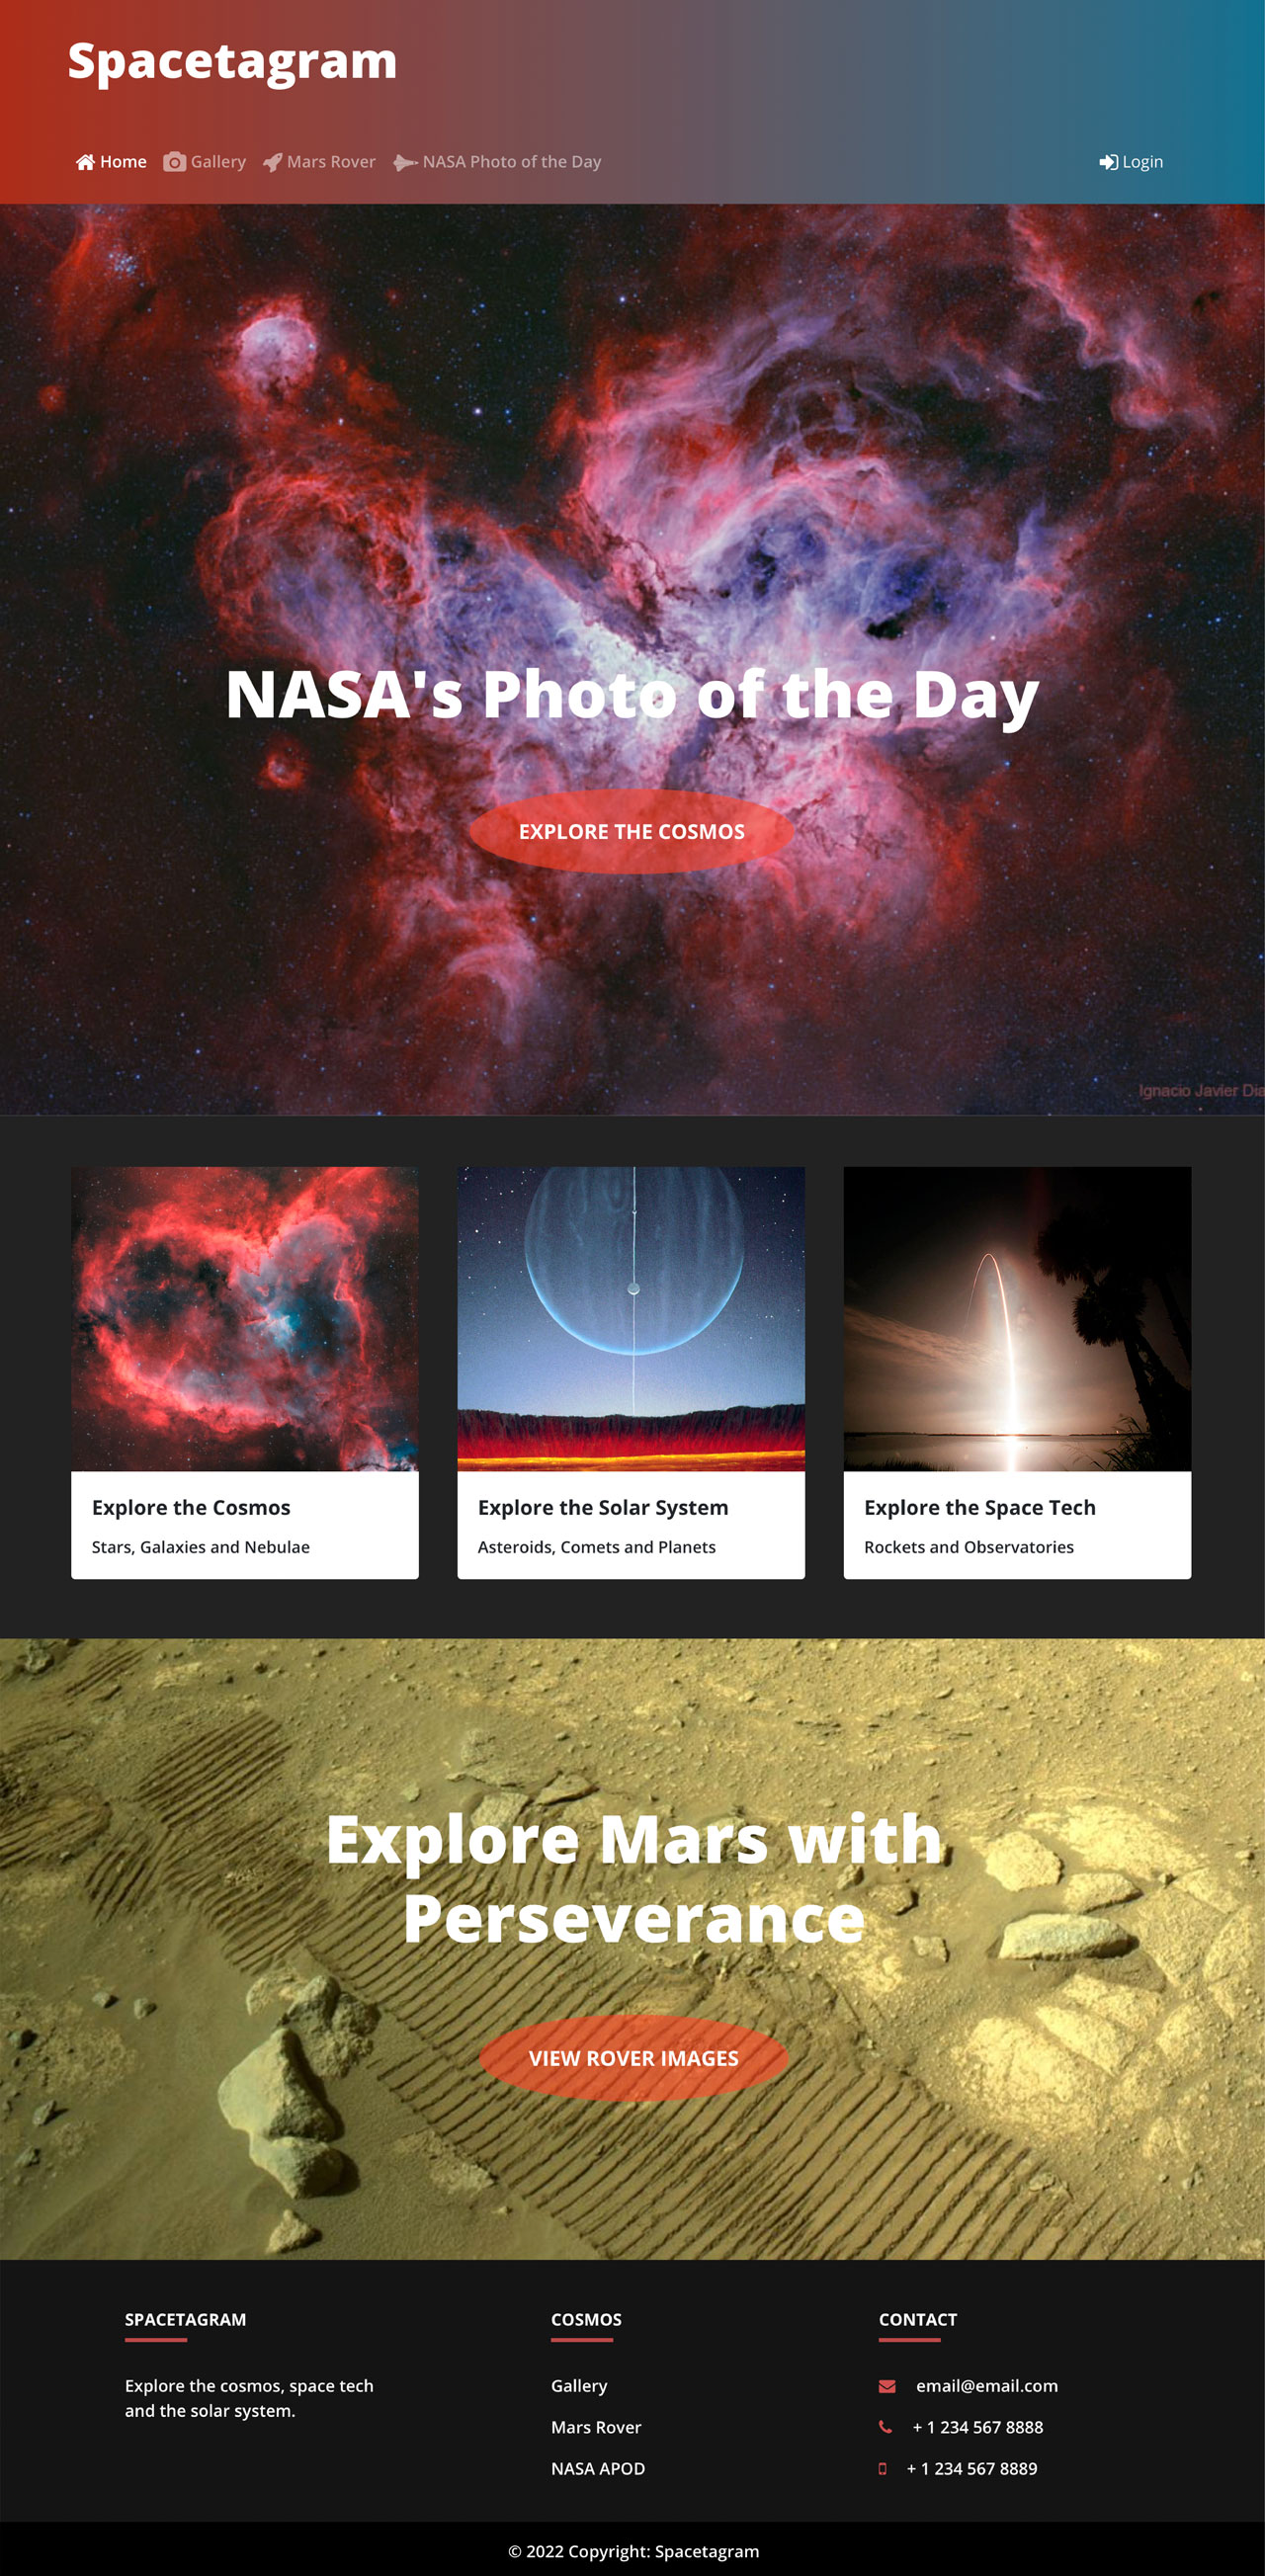 Spacetagram
Home Gallery Mars Rover NASA Photo of the Day Login
NASA's Photo of the Day
EXPLORE THE COSMOS
Ignacio Javier
Explore the Cosmos
Stars, Galaxies and Nebulae
Explore the Solar System
Asteroids, Comets and Planets
Explore the Space Tech
Rockets and Observatories
Explore Mars with
Perseverance
VIEW ROVER IMAGES
SPACETAGRAM
Explore the cosmos, space tech
and the solar system.
COSMOS
Gallery
Mars Rover
NASA APOD
CONTACT
email@email.com
+ 1 234 567 8888
+ 1 234 567 8889
© 2022 Copyright: Spacetagram